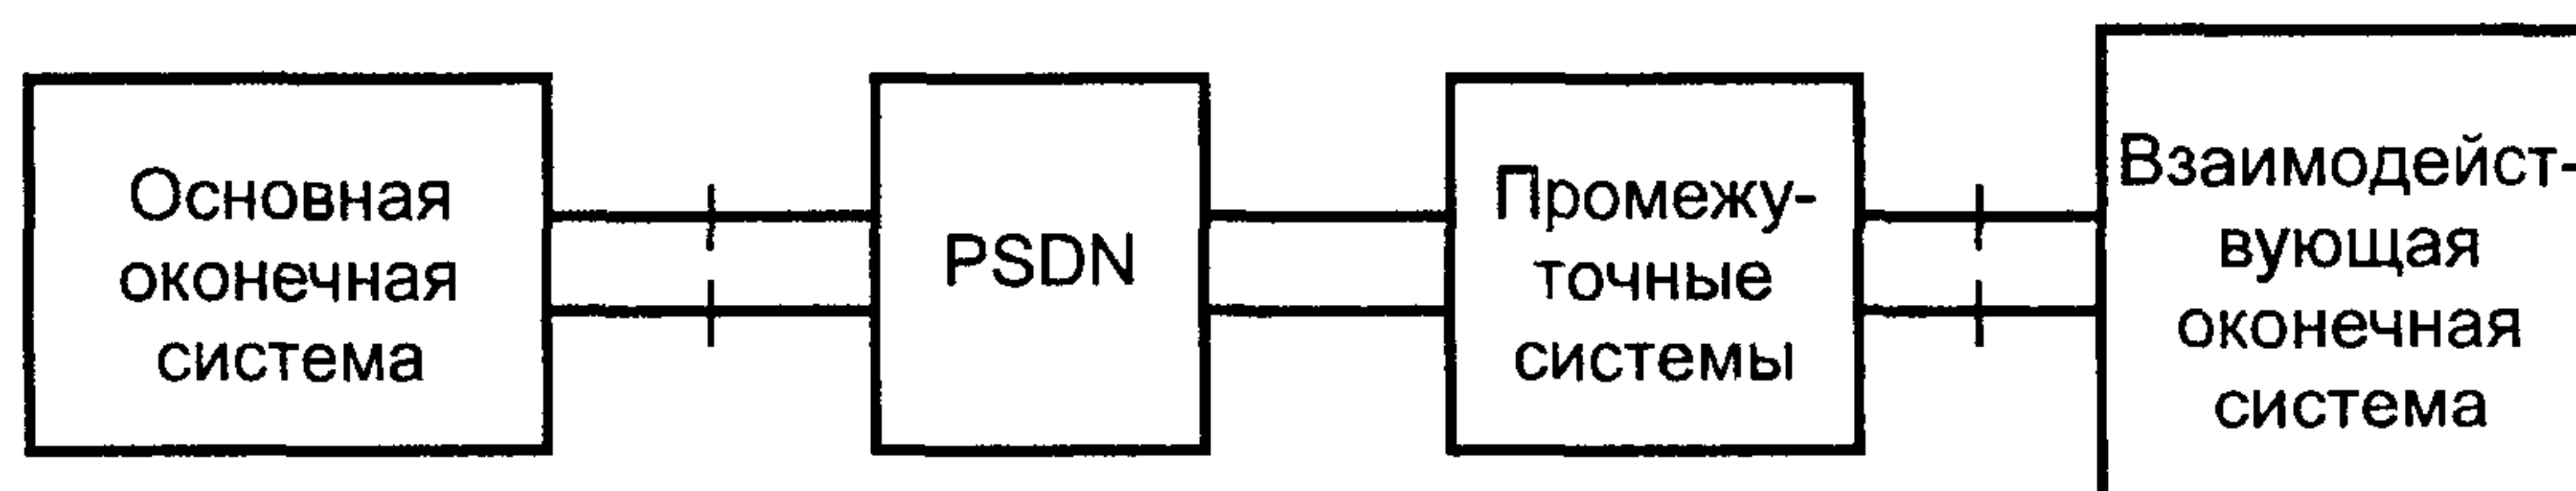 Основная
оконечная
система
PSDN
Промежу-
точные
системы
Взаимодейст-
вующая
оконечная
система